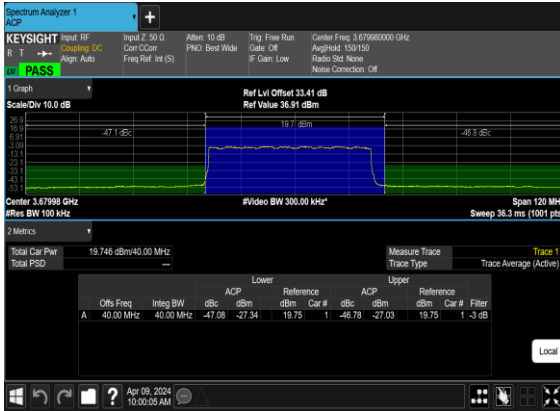 Spectrum Analyzer 1
ACP
+
KEYSIGHT
R T
PASS
Input: RF
Coupling: DC
Align: Auto
Input Z: 50 Ω
Corr CCorr
Freq Ref: Int (S)
Atten: 10 dB
PNO: Best Wide
Trig: Free Run
Gate: Off
IF Gain: Low
Center Freq: 3.679980000 GHz
Avg|Hold: 150/150
Radio Std: None
Noise Correction: Off
1 Graph
Scale/Div 10.0 dB
Ref Lvl Offset 33.41 dB
Ref Value 36.91 dBm
26.9
16.9
6.91
-3.09
-13.1
-23.1
-33.1
-43.1
-53.1
-47.1 dBc
19.7 dBm
-46.8 dBc
Center 3.67998 GHz
#Video BW 300.00 kHz*
Span 120 MH
#Res BW 100 kHz
Sweep 36.3 ms (1001 pts
2 Metrics
Total Car Pwr 19.746 dBm/40.00 MHz
Total PSD ---
Measure Trace Trace 1
Trace Type Trace Average (Active)
Lower Upper
ACP Reference ACP Reference
Offs Freq Integ BW dBc dBm dBm Car # dBc dBm dBm Car # Filter
A 40.00 MHz 40.00 MHz -47.08 -27.34 19.75 1 -46.78 -27.03 19.75 1 -3 dB
Local
?
Apr 09, 2024
10:00:05 AM